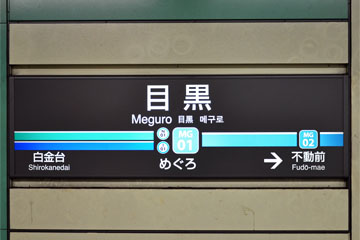 目黒
Meguro 目黒 메구로
MG
01
MG
02
白金台
Shirokanedai
めぐろ
→ 不動前
Fudō-mae